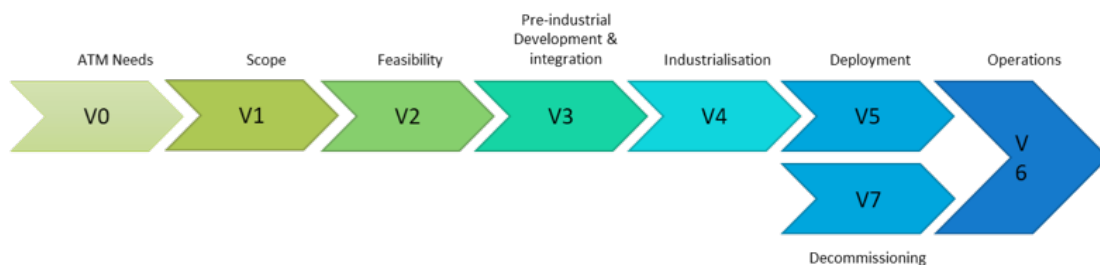 Pre-industrial
Development &
integration
ATM Needs
Scope
Feasibility
Industrialisation
Deployment
Operations
V0
V1
V2
V3
V4
V5
V
6
V7
Decommissioning